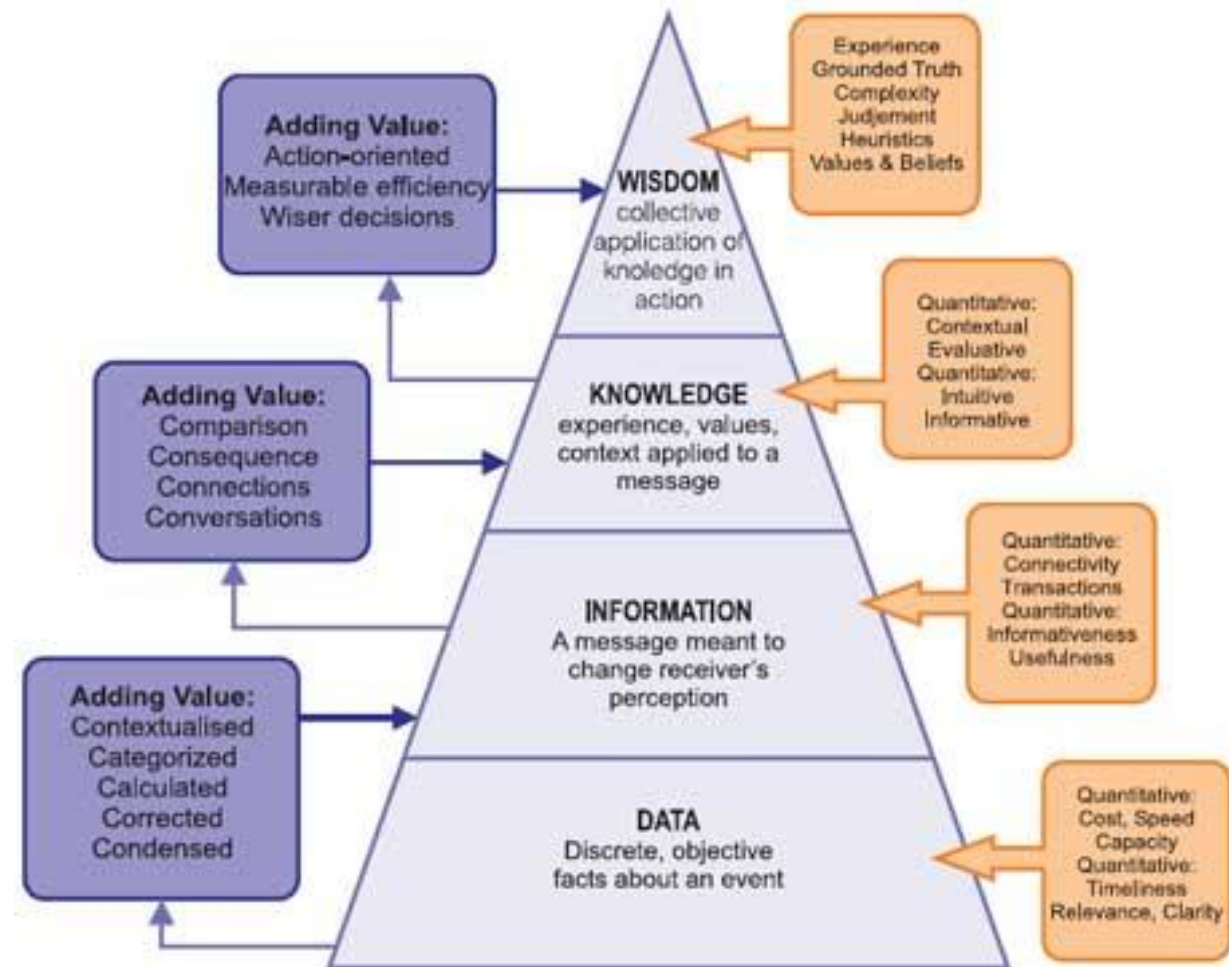 Experience
Grounded Truth
Complexity
Judjement
Heuristics
Values & Beliefs
Adding Value:
Action-oriented
Measurable efficiency
Wiser decisions
WISDOM
collective
application of
knoledge in
action
Quantitative:
Contextual
Evaluative
Quantitative:
Intuitive
Informative
Adding Value:
Comparison
Consequence
Connections
Conversations
KNOWLEDGE
experience, values,
context applied to a
message
Quantitative:
Connectivity
Transactions
Quantitative:
Informativeness
Usefulness
INFORMATION
A message meant to
change receiver's
perception
Adding Value:
Contextualised
Categorized
Calculated
Corrected
Condensed
DATA
Discrete, objective
facts about an event
Quantitative:
Cost, Speed
Capacity
Quantitative:
Timeliness
Relevance, Clarity